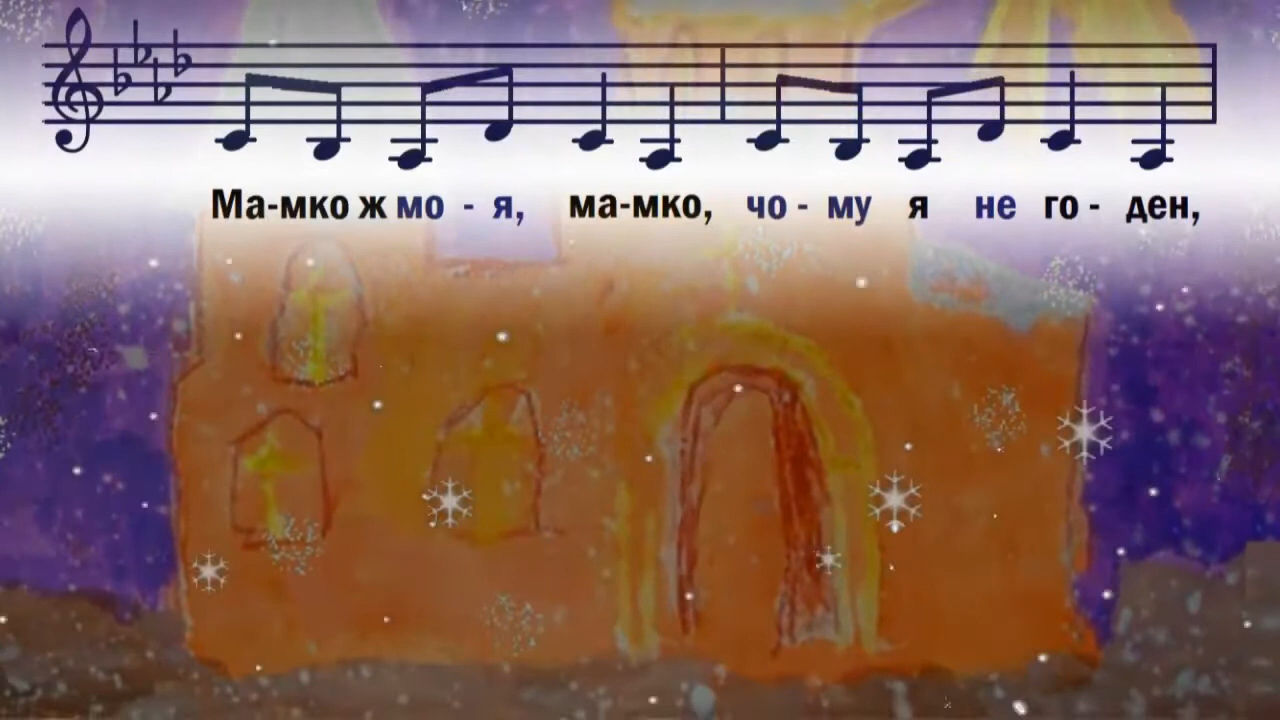 Ма-мко ж мо - я, ма-мко, чо - му я не го - ден,